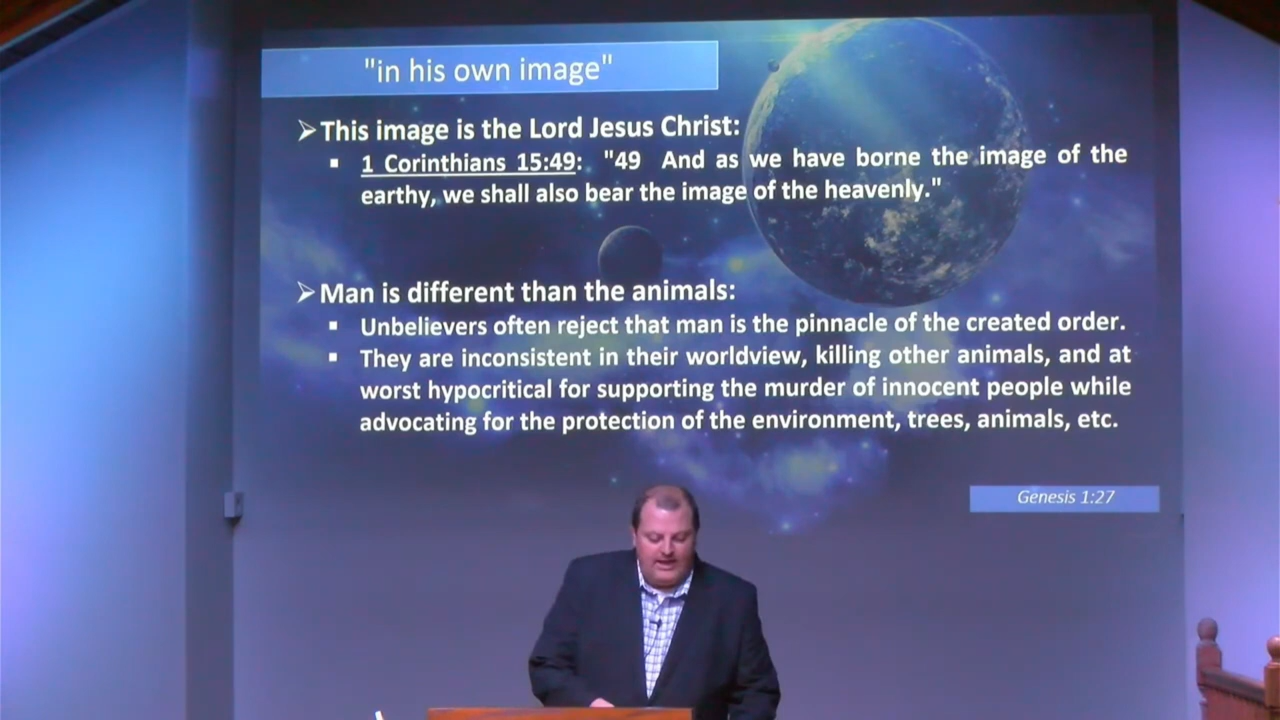 "in his own image"
➢This image is the Lord Jesus Christ:
▪ 1 Corinthians 15:49: "49 And as we have borne the image of the
earthy, we shall also bear the image of the heavenly."
➢Man is different than the animals:
▪ Unbelievers often reject that man is the pinnacle of the created order.
▪ They are inconsistent in their worldview, killing other animals, and at
worst hypocritical for supporting the murder of innocent people while
advocating for the protection of the environment, trees, animals, etc.
Genesis 1:27